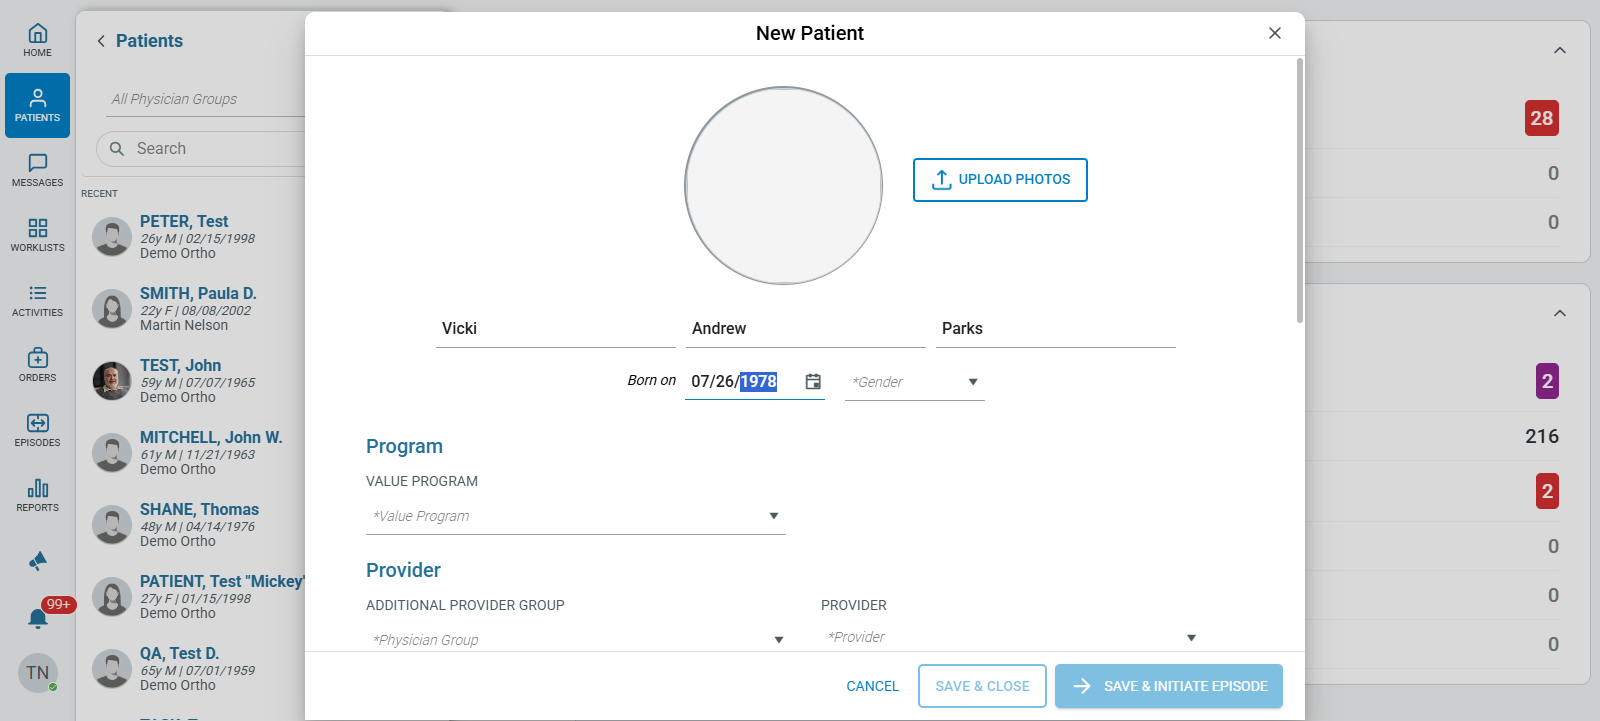 HOME
PATIENTS
MESSAGES
WORKLISTS
ACTIVITIES
ORDERS
EPISODES
REPORTS
99+
TN
Patients
All Physician Groups
Search
RECENT
PETER, Test
26y M | 02/15/1998
Demo Ortho
SMITH, Paula D.
22y F | 08/08/2002
Martin Nelson
TEST, John
59y M | 07/07/1965
Demo Ortho
MITCHELL, John W.
61y M | 11/21/1963
Demo Ortho
SHANE, Thomas
48y M | 04/14/1976
Demo Ortho
PATIENT, Test "Mickey"
27y F | 01/15/1998
Demo Ortho
QA, Test D.
65y M | 07/01/1959
Demo Ortho
New Patient
UPLOAD PHOTOS
Vicki Andrew Parks
Born on 07/26/1978 *Gender
Program
VALUE PROGRAM
*Value Program
Provider
ADDITIONAL PROVIDER GROUP PROVIDER
*Physician Group *Provider
CANCEL SAVE & CLOSE SAVE & INITIATE EPISODE
28
0
0
2
216
2
0
0
0